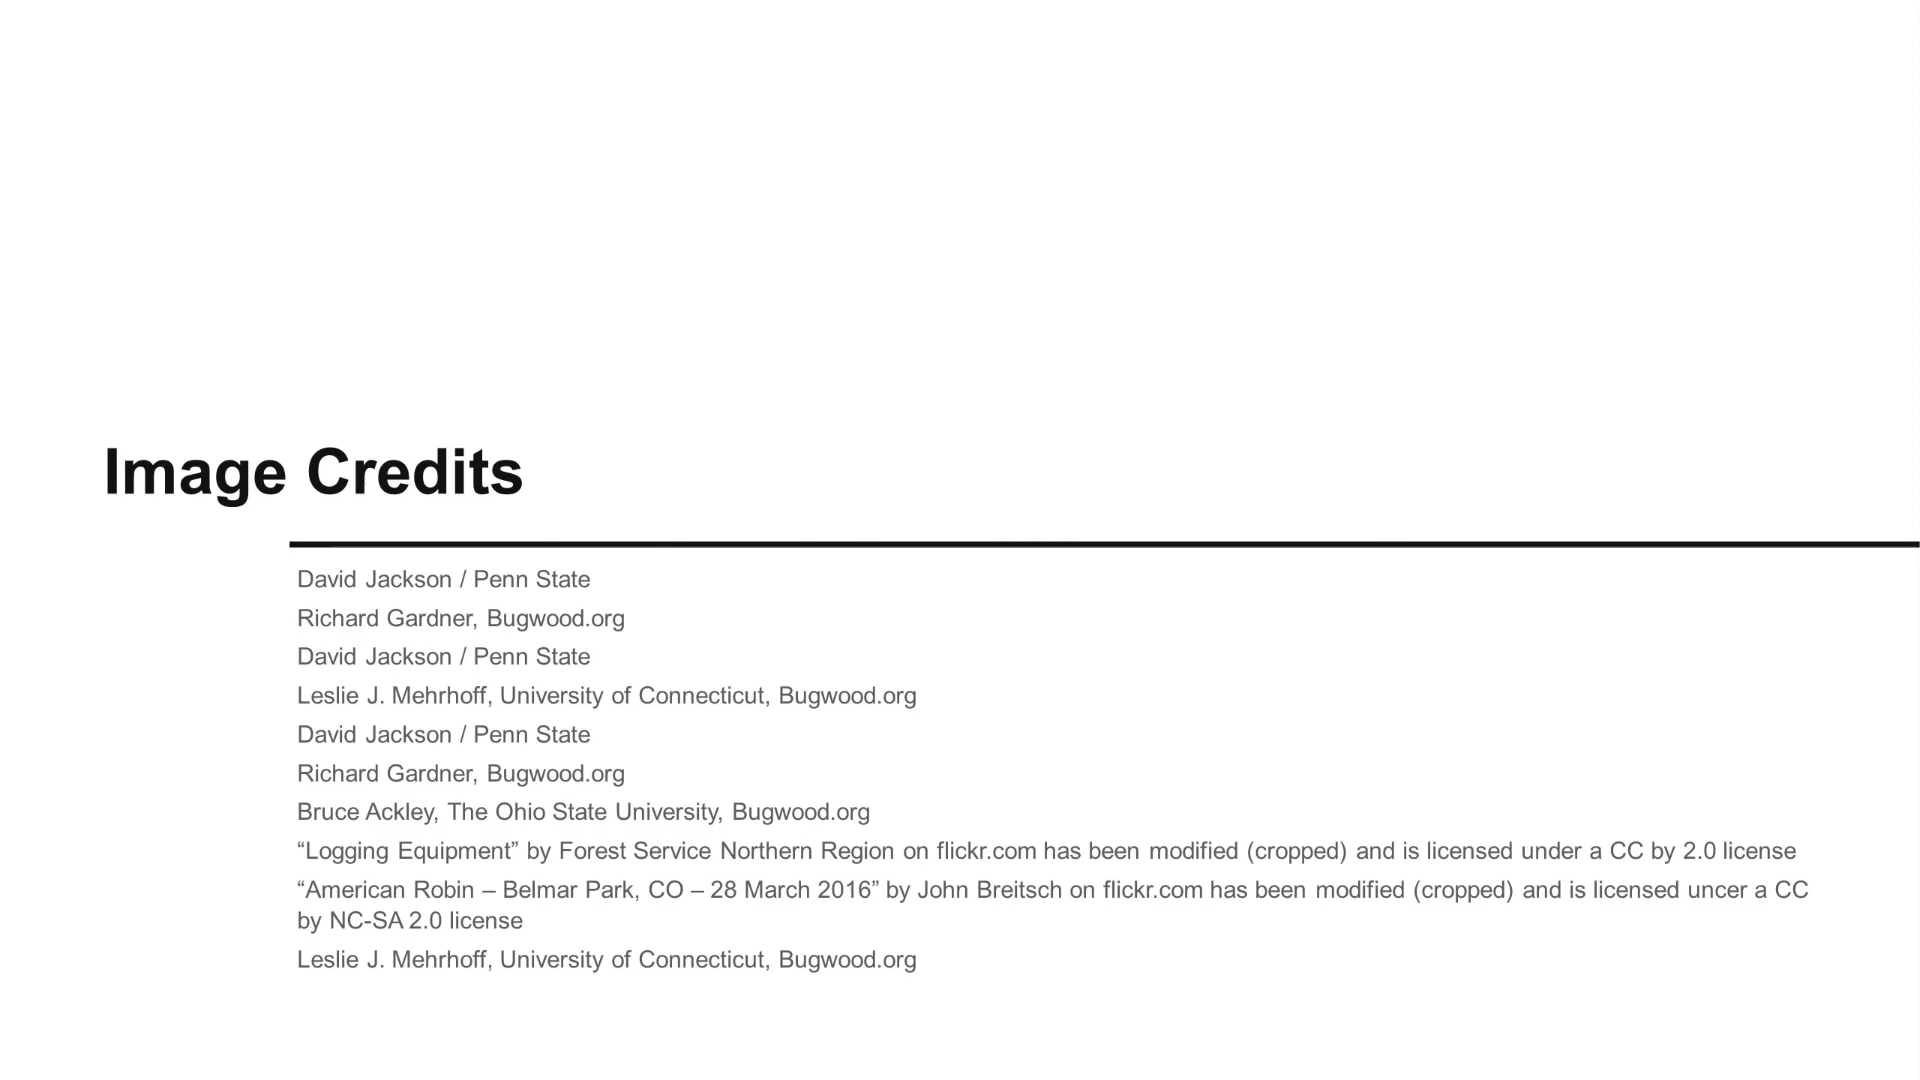 Image Credits
David Jackson / Penn State
Richard Gardner, Bugwood.org
David Jackson / Penn State
Leslie J. Mehrhoff, University of Connecticut, Bugwood.org
David Jackson / Penn State
Richard Gardner, Bugwood.org
Bruce Ackley, The Ohio State University, Bugwood.org
“Logging Equipment” by Forest Service Northern Region on flickr.com has been modified (cropped) and is licensed under a CC by 2.0 license
“American Robin – Belmar Park, CO – 28 March 2016” by John Breitsch on flickr.com has been modified (cropped) and is licensed uncer a CC
by NC-SA 2.0 license
Leslie J. Mehrhoff, University of Connecticut, Bugwood.org